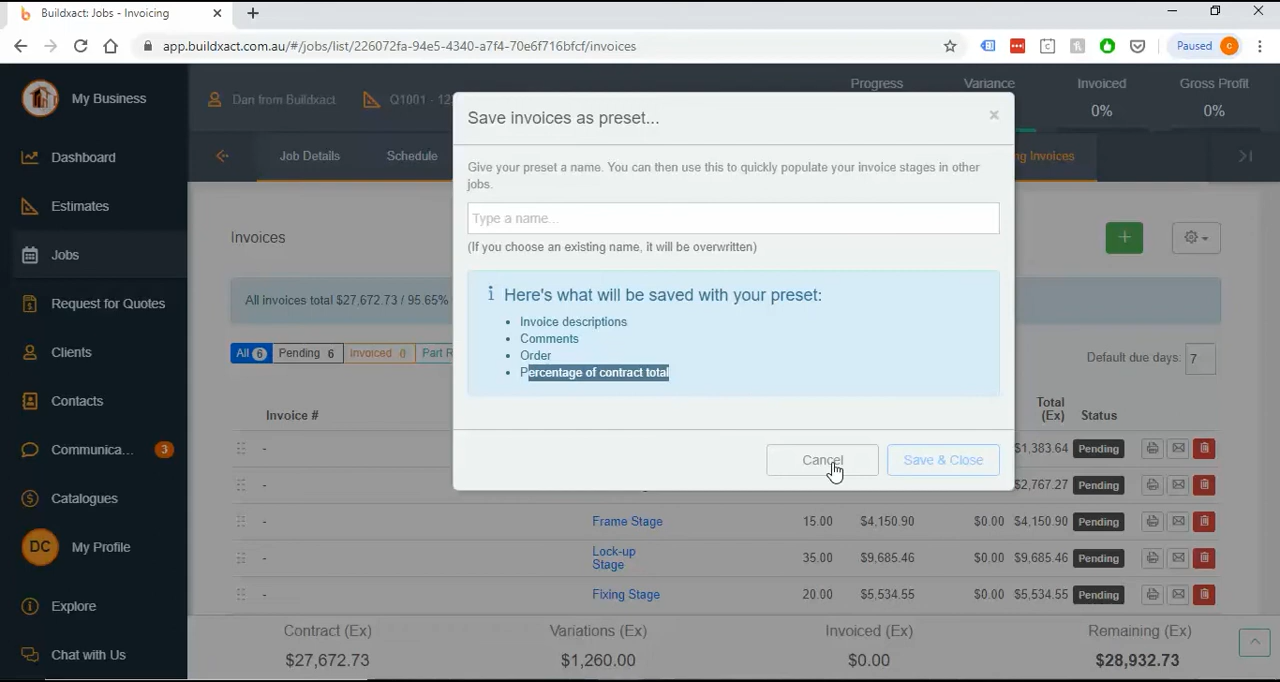 Buildxact: Jobs - Invoicing
app.buildxact.com.au/#/jobs/list/226072fa-94e5-4340-a7f4-70e6f716bfcf/invoices
Paused c
My Business
Dan from Buildxact
Q1001 - 12
Progress
Variance
Invoiced
0%
Gross Profit
0%
Dashboard
Estimates
Jobs
Request for Quotes
Clients
Contacts
Communica... 3
Catalogues
DC My Profile
Explore
Chat with Us
Job Details
Schedule
ng Invoices
Save invoices as preset...
×
Give your preset a name. You can then use this to quickly populate your invoice stages in other
jobs.
Type a name...
(If you choose an existing name, it will be overwritten)
i Here's what will be saved with your preset:
• Invoice descriptions
• Comments
• Order
• Percentage of contract total
Cancel
Save & Close
Invoices
+
All invoices total $27,672.73 / 95.65%
All 6 Pending 6 Invoiced 0 Part R
Default due days: 7
Invoice #
Total
(Ex)
Status
- $1,383.64 Pending
- $2,767.27 Pending
- Frame Stage 15.00 $4,150.90 $0.00 $4,150.90 Pending
- Lock-up
Stage 35.00 $9,685.46 $0.00 $9,685.46 Pending
- Fixing Stage 20.00 $5,534.55 $0.00 $5,534.55 Pending
Contract (Ex)
$27,672.73
Variations (Ex)
$1,260.00
Invoiced (Ex)
$0.00
Remaining (Ex)
$28,932.73